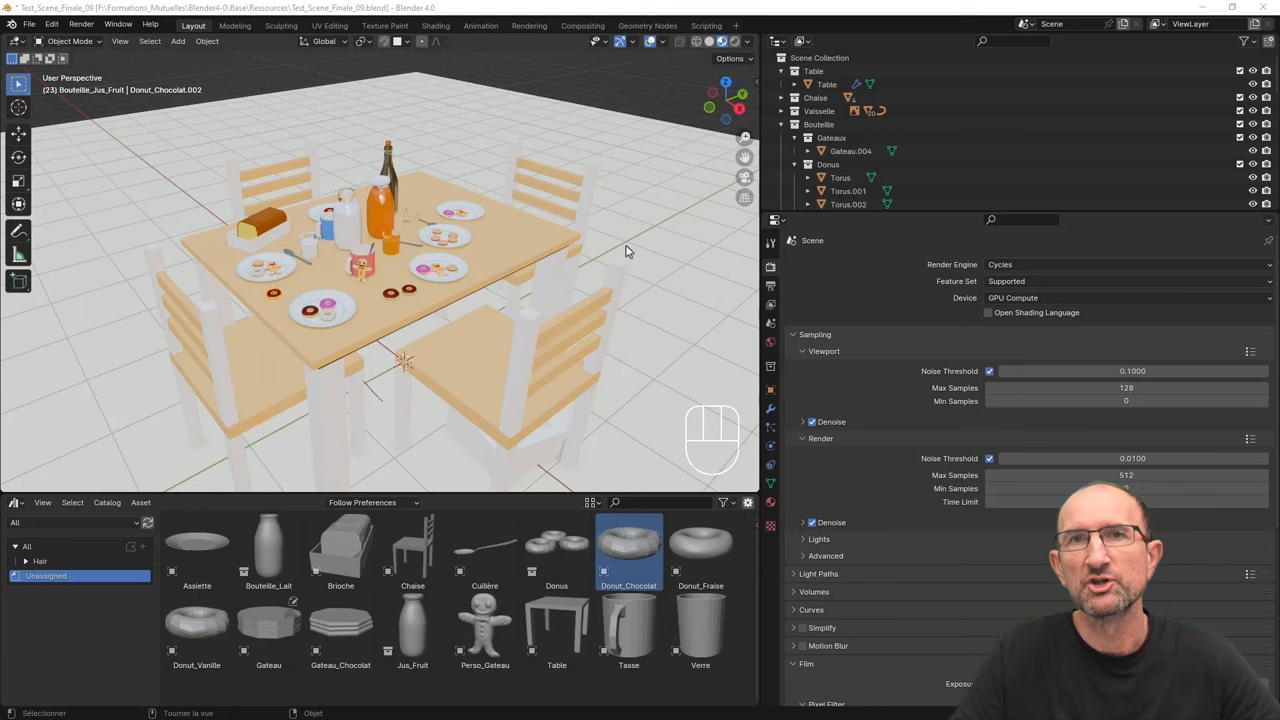 * Test_Scene_Finale_09 [F:\Formations_Mutuelles\Blender4-0\Base\Ressources\Test_Scene_Finale_09.blend] - Blender 4.0
File Edit Render Window Help Layout Modeling Sculpting UV Editing Texture Paint Shading Animation Rendering Compositing Geometry Nodes Scripting Scene ViewLayer
Object Mode View Select Add Object Global
Options
User Perspective
(23) Bouteille_Jus_Fruit | Donut_Chocolat.002
Z
Y
X
Scene Collection
Table
Table
Chaise
Vaisselle
Bouteille
Gateaux
Gateau.004
Donus
Torus
Torus.001
Torus.002
Scene
Render Engine Cycles
Feature Set Supported
Device GPU Compute
Open Shading Language
Sampling
Viewport
Noise Threshold 0.1000
Max Samples 128
Min Samples 0
Denoise
Render
Noise Threshold 0.0100
Max Samples 512
Min Samples
Time Limit
Denoise
Lights
Advanced
Light Paths
Volumes
Curves
Simplify
Motion Blur
Film
Pixel Filter
View Select Catalog Asset Follow Preferences
All
All
Hair
Unassigned
Assiette Bouteille_Lait Brioche Chaise Cuillère Donus Donut_Chocolat Donut_Fraise
Donut_Vanille Gateau Gateau_Chocolat Jus_Fruit Perso_Gateau Table Tasse Verre
Sélectionner Tourner la vue Objet